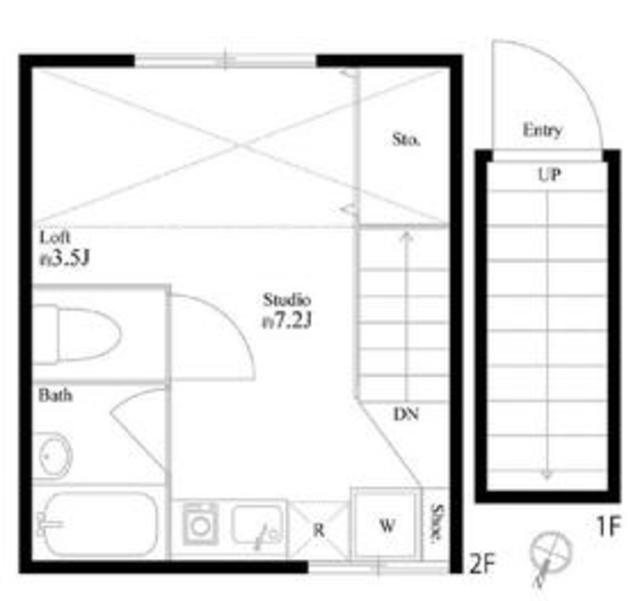 Sto.
Entry
UP
Loft
約3.5J
Studio
約7.2J
Bath
DN
R
W
Shoe.
2F
1F
N